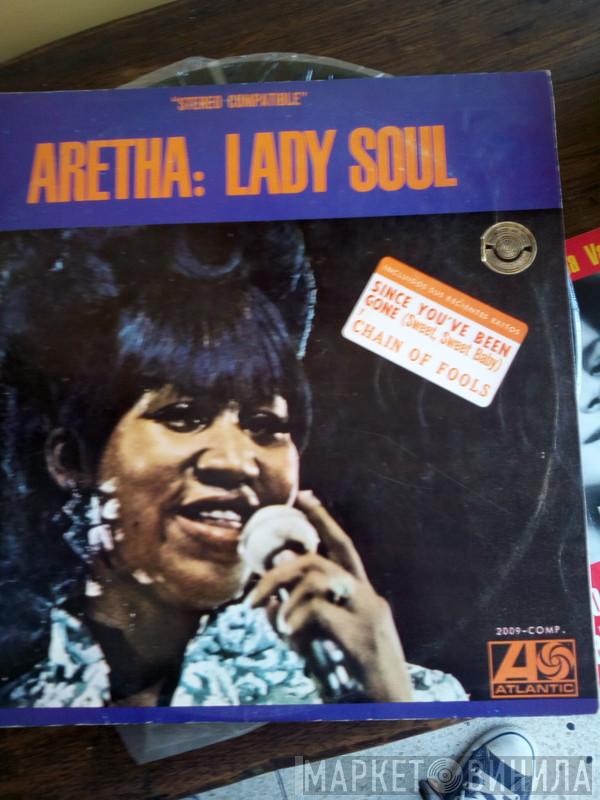 "STEREO COMPATIBLE"
ARETHA: LADY SOUL
INCLUIDOS SUS RECIENTES EXITOS
SINCE YOU'VE BEEN
GONE (Sweet, Sweet Baby)
Y
CHAIN OF FOOLS
2009-COMP.
ATLANTIC
МАРКЕТ ВИНИЛА